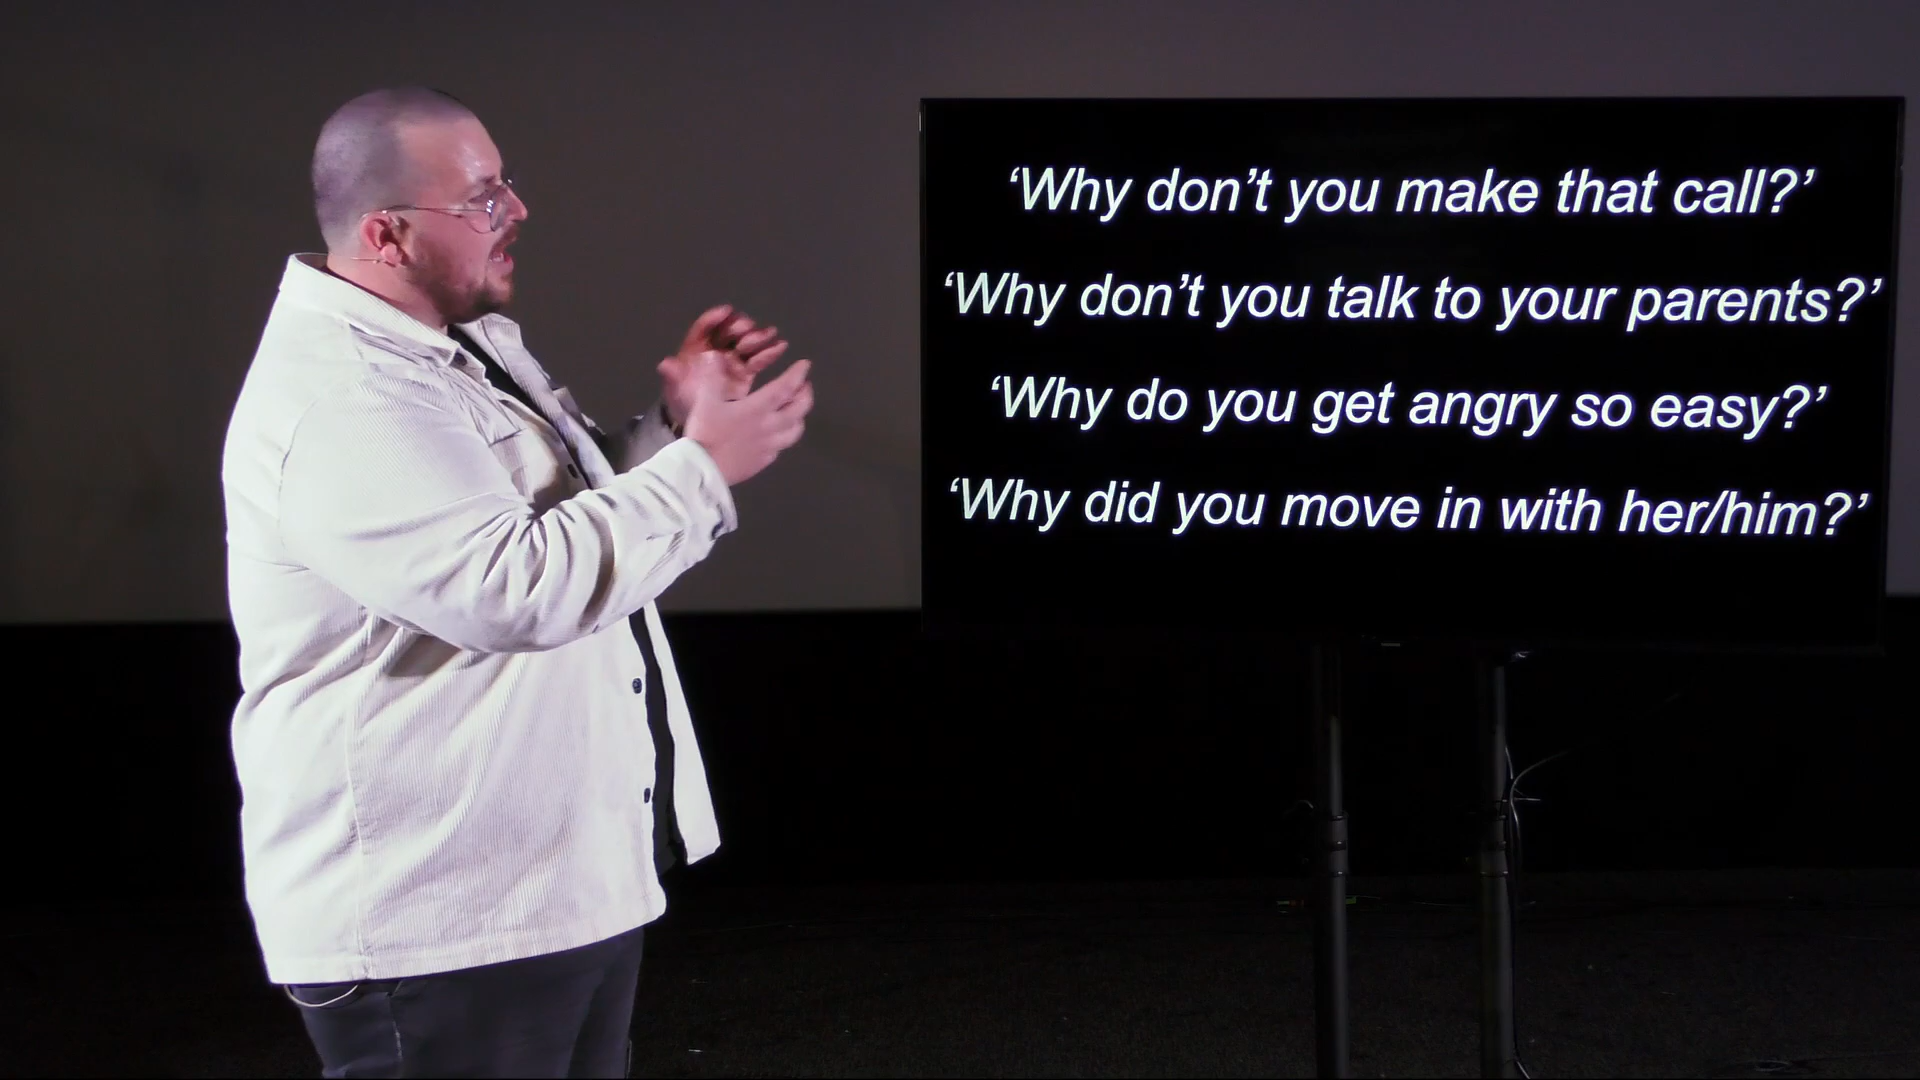 ‘Why don’t you make that call?’
‘Why don’t you talk to your parents?’
‘Why do you get angry so easy?’
‘Why did you move in with her/him?’